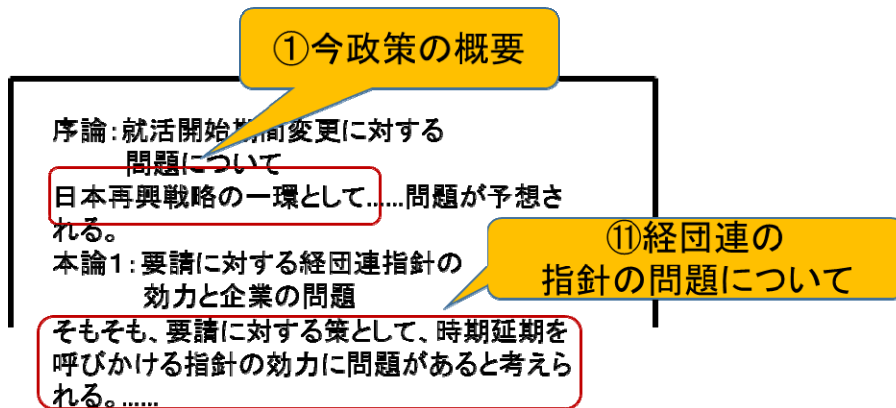 ①今政策の概要
序論：就活開始期間変更に対する
問題について
日本再興戦略の一環として……問題が予想さ
れる。
本論１：要請に対する経団連指針の
効力と企業の問題
⑪経団連の
指針の問題について
そもそも、要請に対する策として、時期延期を
呼びかける指針の効力に問題があると考えら
れる。……